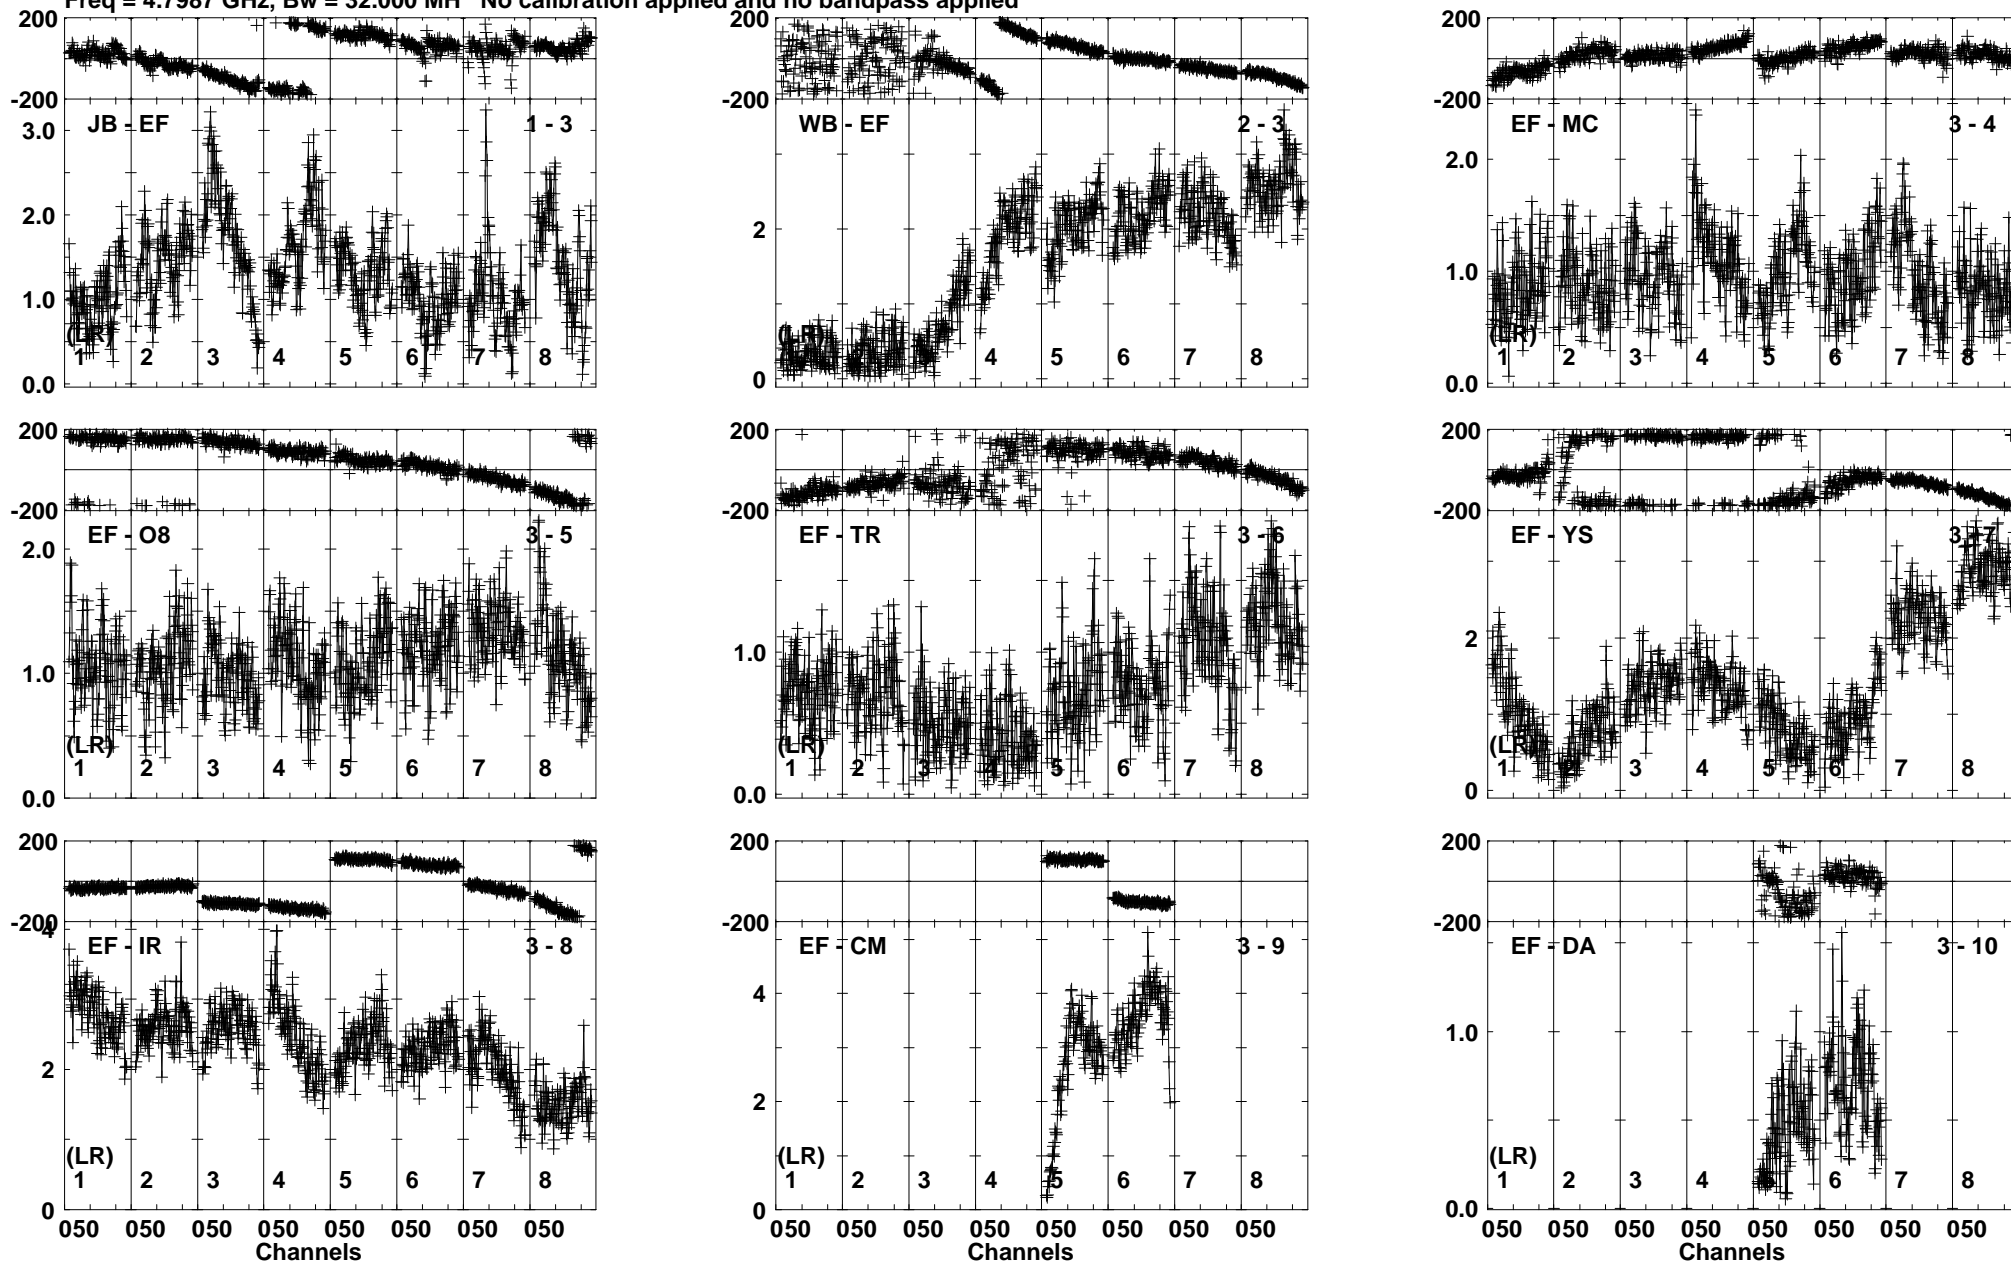 Freq = 4.7987 GHz, Bw = 32.000 MH No calibration applied and no bandpass applied
200 200 200
-200 -200 -200
JB - EF 1 - 3 WB - EF 2 - 3 EF - MC 3 - 4
3.0
2.0 2 2.0
1.0 1.0
(LR) (LR) (LR)
1 2 3 4 5 6 7 8 4 5 6 7 8 1 2 3 4 5 6 7 8
0.0 0 0.0
200 200 200
-200 -200 -200
EF - O8 3 - 5 EF - TR 3 - 6 EF - YS 3 - 7
2.0
1.0 1.0 2
(LR) (LR) (LR)
1 2 3 4 5 6 7 8 1 2 3 4 5 6 7 8 1 2 3 4 5 6 7 8
0.0 0.0 0
200 200 200
-200 -200 -200
4
EF - IR 3 - 8 EF - CM 3 - 9 EF - DA 3 - 10
4 1.0
2 2
(LR) (LR) (LR)
1 2 3 4 5 6 7 8 1 2 3 4 5 6 7 8 1 2 3 4 5 6 7 8
0 0 0.0
050 050 050 050 050 050 050 050 050 050 050 050 050 050 050 050 050 050 050 050 050 050 050 050
Channels Channels Channels